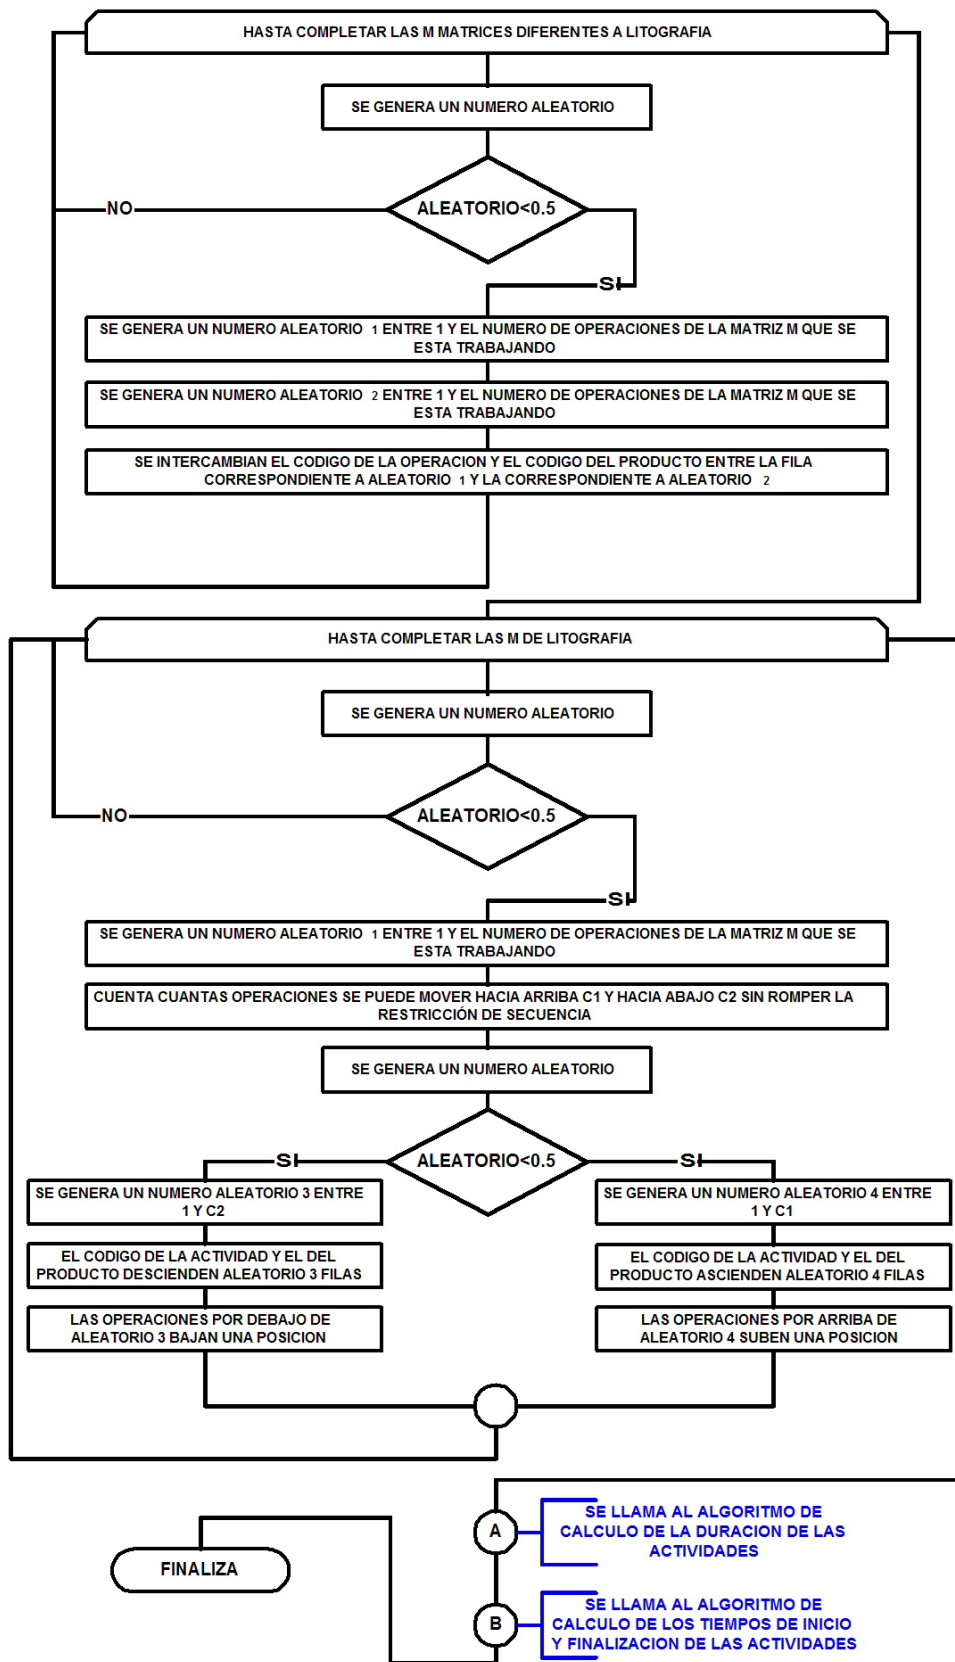 HASTA COMPLETAR LAS M MATRICES DIFERENTES A LITOGRAFIA
SE GENERA UN NUMERO ALEATORIO
ALEATORIO<0.5
NO
SI
SE GENERA UN NUMERO ALEATORIO 1 ENTRE 1 Y EL NUMERO DE OPERACIONES DE LA MATRIZ M QUE SE
ESTA TRABAJANDO
SE GENERA UN NUMERO ALEATORIO 2 ENTRE 1 Y EL NUMERO DE OPERACIONES DE LA MATRIZ M QUE SE
ESTA TRABAJANDO
SE INTERCAMBIAN EL CODIGO DE LA OPERACION Y EL CODIGO DEL PRODUCTO ENTRE LA FILA
CORRESPONDIENTE A ALEATORIO 1 Y LA CORRESPONDIENTE A ALEATORIO 2
HASTA COMPLETAR LAS M DE LITOGRAFIA
SE GENERA UN NUMERO ALEATORIO
ALEATORIO<0.5
NO
SI
SE GENERA UN NUMERO ALEATORIO 1 ENTRE 1 Y EL NUMERO DE OPERACIONES DE LA MATRIZ M QUE SE
ESTA TRABAJANDO
CUENTA CUANTAS OPERACIONES SE PUEDE MOVER HACIA ARRIBA C1 Y HACIA ABAJO C2 SIN ROMPER LA
RESTRICCIÓN DE SECUENCIA
SE GENERA UN NUMERO ALEATORIO
ALEATORIO<0.5
SI
SI
SE GENERA UN NUMERO ALEATORIO 3 ENTRE
1 Y C2
EL CODIGO DE LA ACTIVIDAD Y EL DEL
PRODUCTO DESCIENDEN ALEATORIO 3 FILAS
LAS OPERACIONES POR DEBAJO DE
ALEATORIO 3 BAJAN UNA POSICION
SE GENERA UN NUMERO ALEATORIO 4 ENTRE
1 Y C1
EL CODIGO DE LA ACTIVIDAD Y EL DEL
PRODUCTO ASCIENDEN ALEATORIO 4 FILAS
LAS OPERACIONES POR ARRIBA DE
ALEATORIO 4 SUBEN UNA POSICION
A
SE LLAMA AL ALGORITMO DE
CALCULO DE LA DURACION DE LAS
ACTIVIDADES
FINALIZA
B
SE LLAMA AL ALGORITMO DE
CALCULO DE LOS TIEMPOS DE INICIO
Y FINALIZACION DE LAS ACTIVIDADES